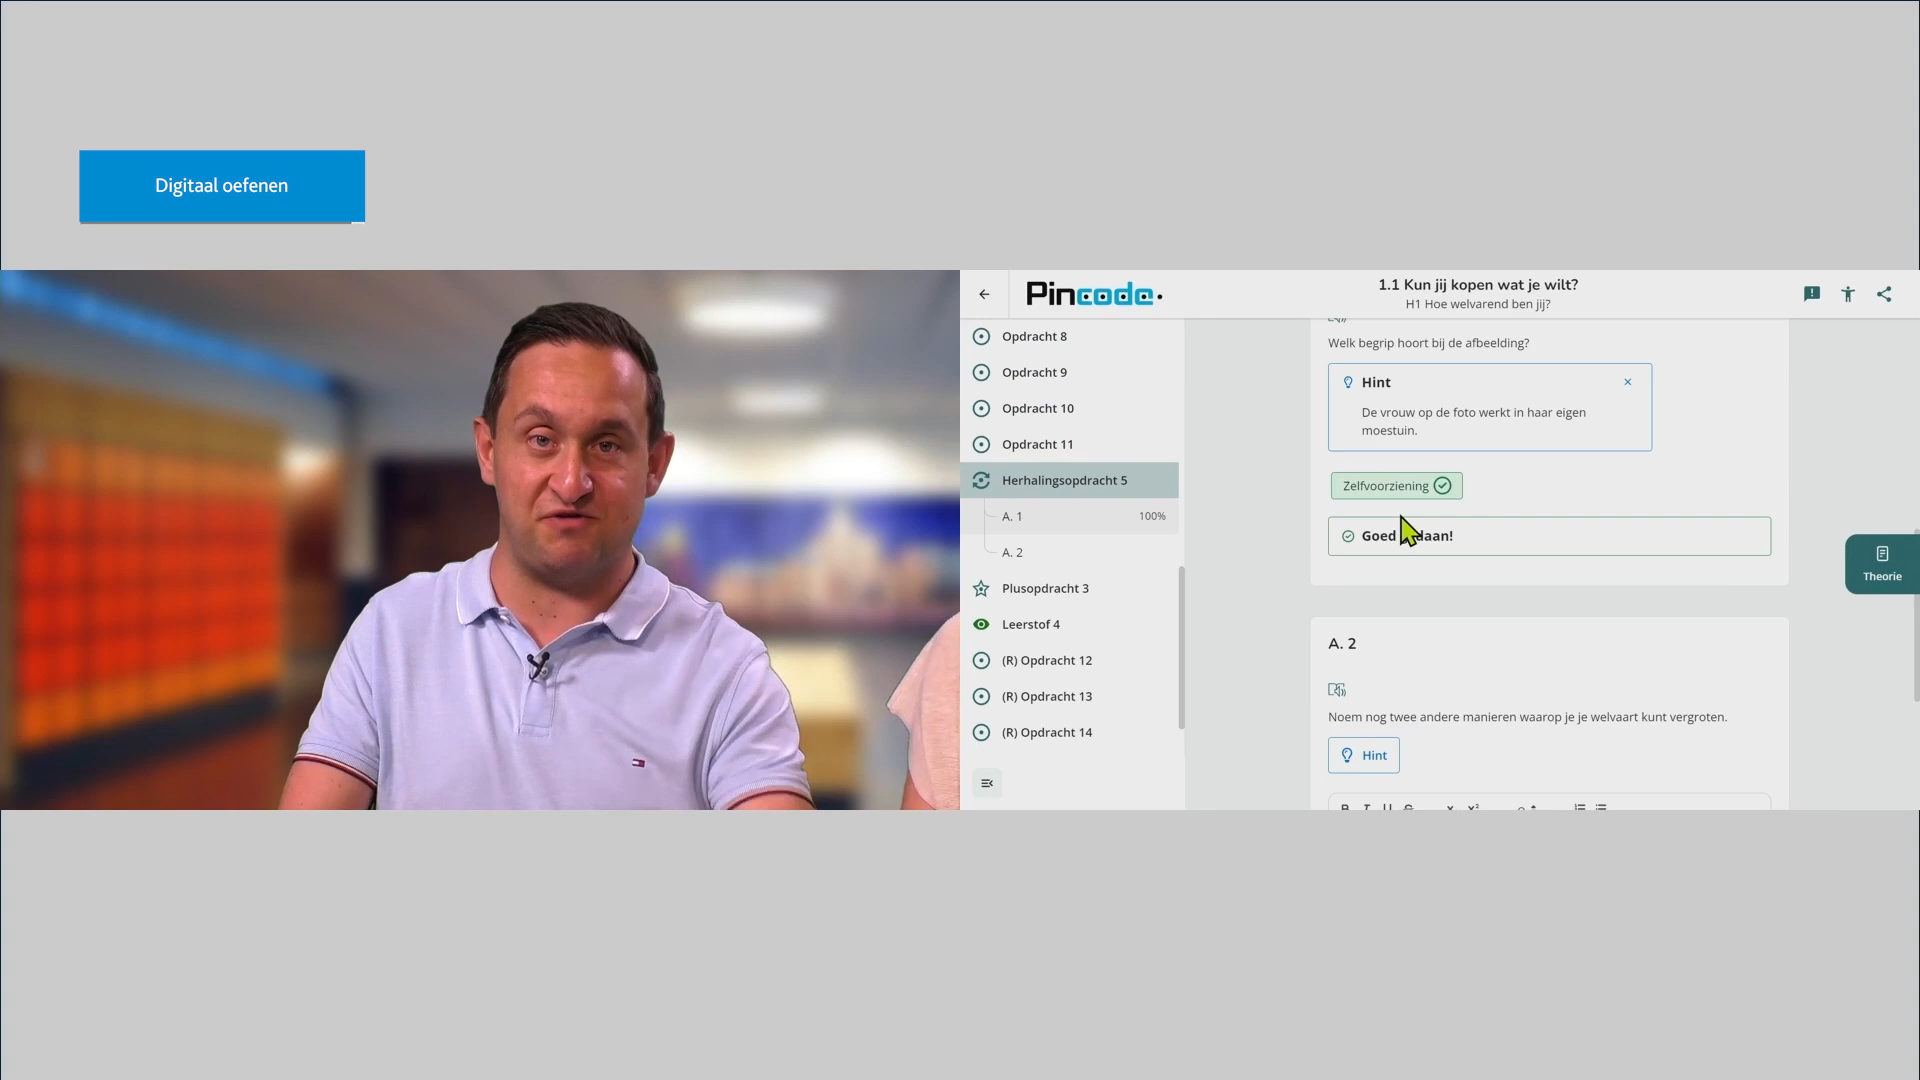 Digitaal oefenen
Pincode
1.1 Kun jij kopen wat je wilt?
H1 Hoe welvarend ben jij?
Opdracht 8
Opdracht 9
Opdracht 10
Opdracht 11
Herhalingsopdracht 5
A. 1 100%
A. 2
Plusopdracht 3
Leerstof 4
(R) Opdracht 12
(R) Opdracht 13
(R) Opdracht 14
Welk begrip hoort bij de afbeelding?
Hint
De vrouw op de foto werkt in haar eigen
moestuin.
Zelfvoorziening
Goed
A. 2
Noem nog twee andere manieren waarop je je welvaart kunt vergroten.
Hint
Theorie